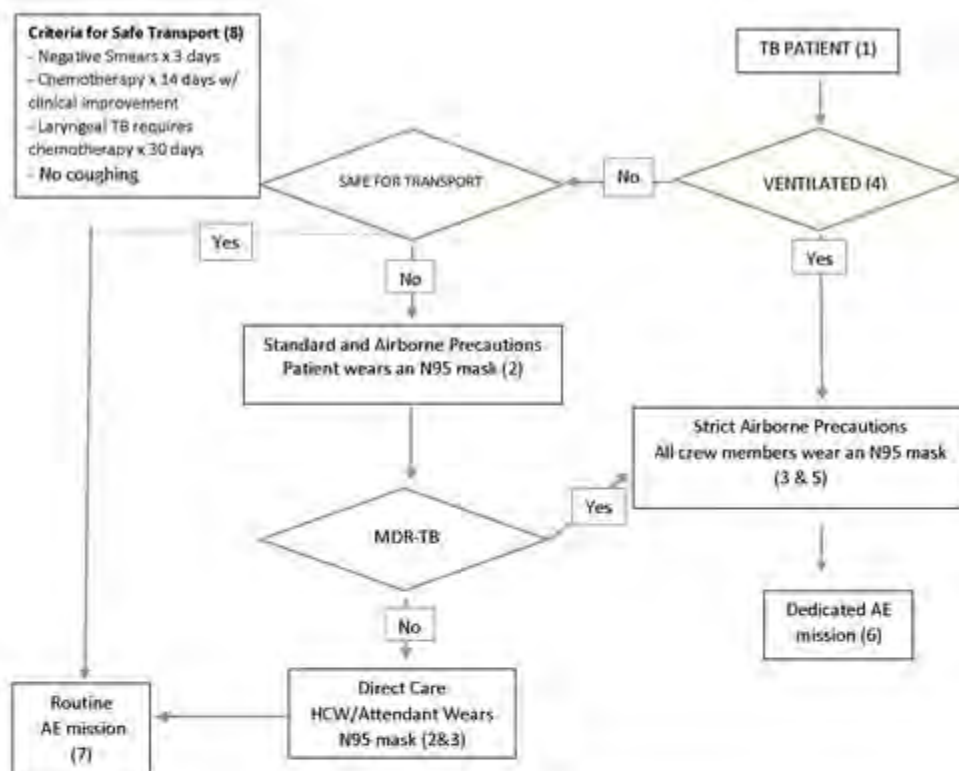 Criteria for Safe Transport (8)
- Negative Smears x 3 days
- Chemotherapy x 14 days w/
clinical improvement
- Laryngeal TB requires
chemotherapy x 30 days
- No coughing
TB PATIENT (1)
VENTILATED (4)
No
SAFE FOR TRANSPORT
Yes
No
Yes
Standard and Airborne Precautions
Patient wears an N95 mask (2)
Strict Airborne Precautions
All crew members wear an N95 mask
(3 & 5)
MDR-TB
Yes
No
Dedicated AE
mission (6)
Direct Care
HCW/Attendant Wears
N95 mask (2&3)
Routine
AE mission
(7)